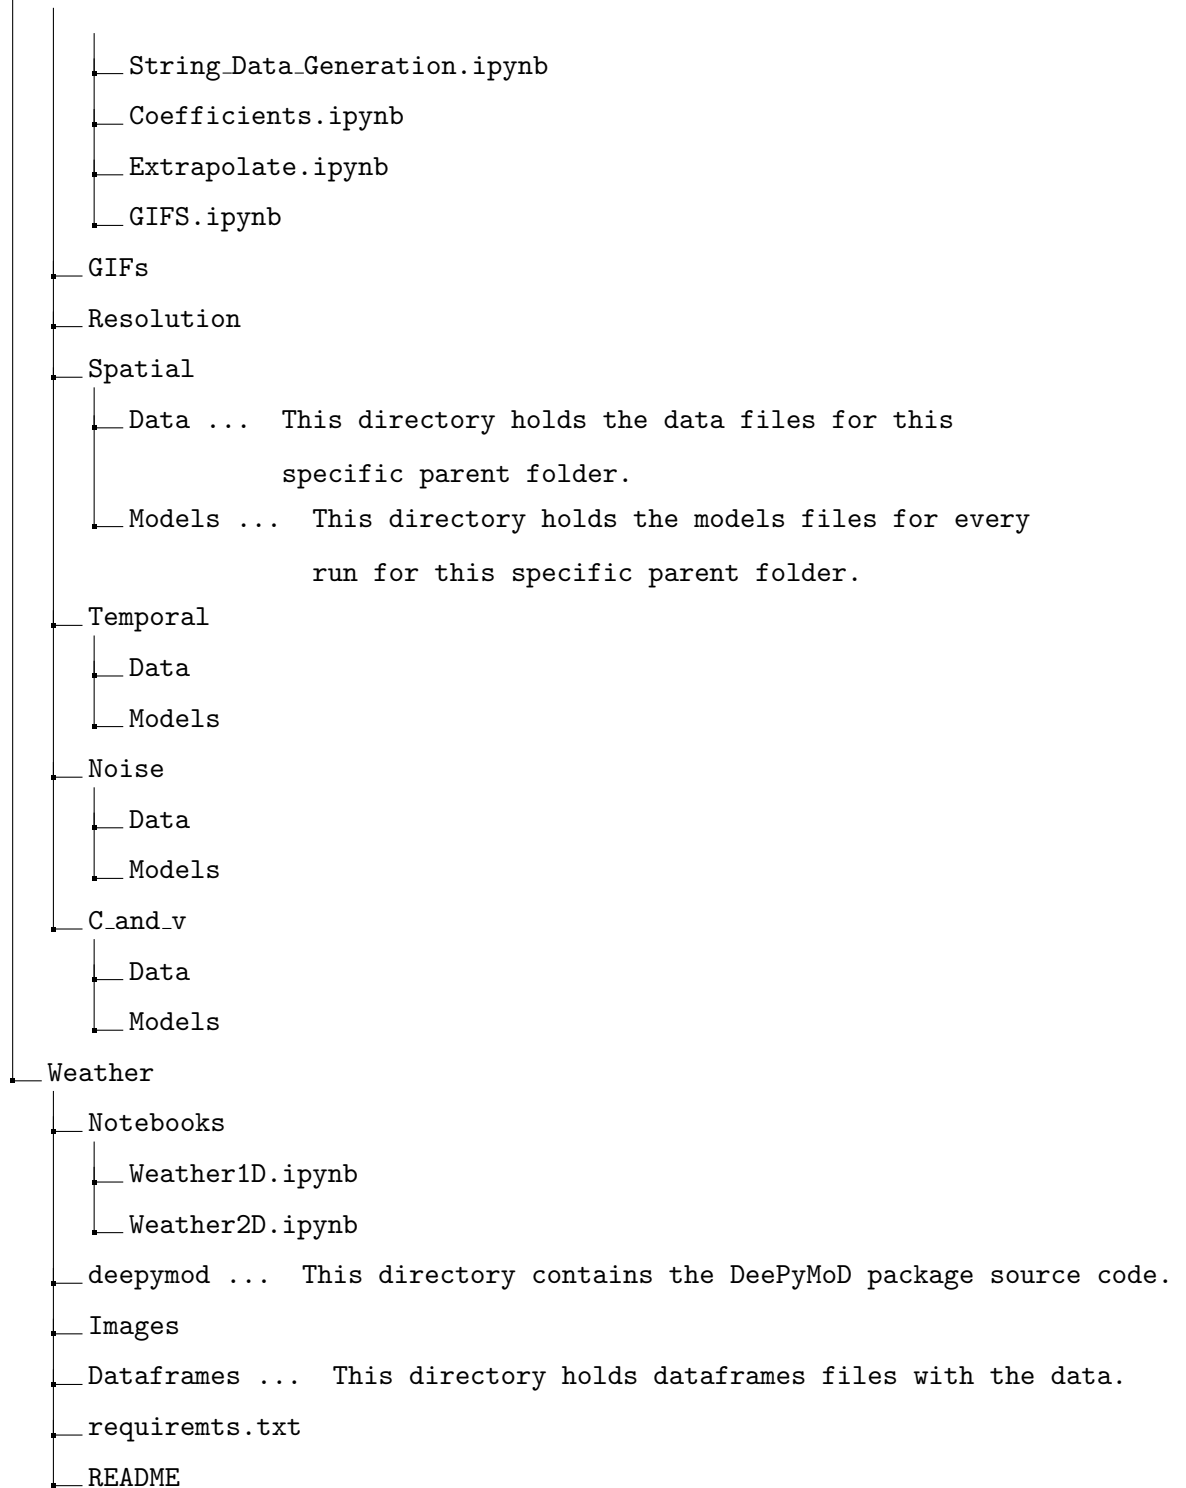 String_Data_Generation.ipynb
Coefficients.ipynb
Extrapolate.ipynb
GIFS.ipynb
GIFs
Resolution
Spatial
Data ... This directory holds the data files for this
specific parent folder.
Models ... This directory holds the models files for every
run for this specific parent folder.
Temporal
Data
Models
Noise
Data
Models
C_and_v
Data
Models
Weather
Notebooks
Weather1D.ipynb
Weather2D.ipynb
deepymod ... This directory contains the DeePyMoD package source code.
Images
Dataframes ... This directory holds dataframes files with the data.
requiremts.txt
README